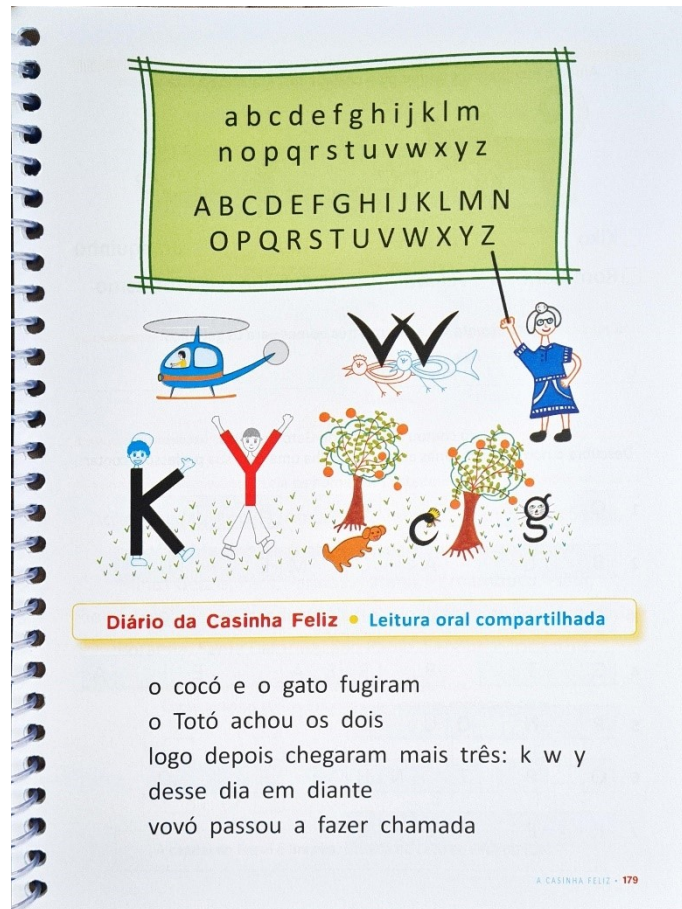 a b c d e f g h i j k l m
n o p q r s t u v w x y z
A B C D E F G H I J K L M N
O P Q R S T U V W X Y Z
W
K
Y
c
g
Diário da Casinha Feliz • Leitura oral compartilhada
o cocó e o gato fugiram
o Totó achou os dois
logo depois chegaram mais três: k w y
desse dia em diante
vovó passou a fazer chamada
A CASINHA FELIZ • 179